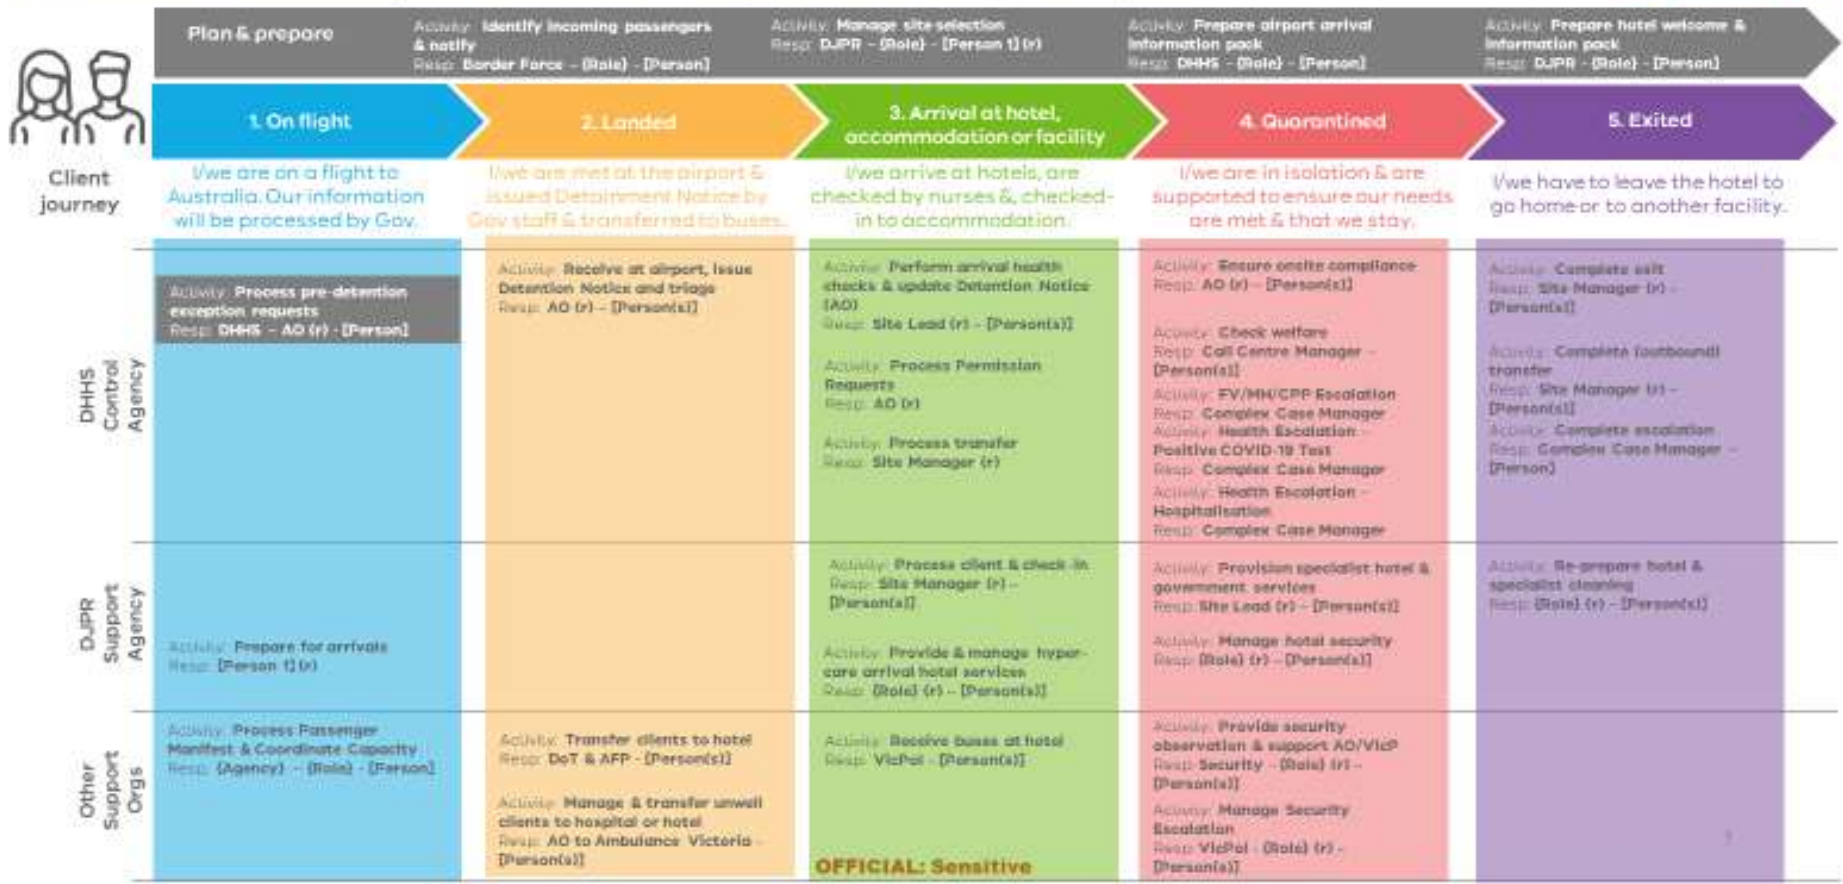 Plan & prepare
Activity: Identify incoming passengers
& notify
Resp: Border Force - {Role} - [Person]
Activity: Manage site selection
Resp: DJPR - {Role} - [Person 1] (r)
Activity: Prepare airport arrival
information pack
Resp: DHHS - {Role} - [Person]
Activity: Prepare hotel welcome &
information pack
Resp: DJPR - {Role} - [Person]
Client
journey
1. On flight
2. Landed
3. Arrival at hotel,
accommodation or facility
4. Quarantined
5. Exited
I/we are on a flight to
Australia. Our information
will be processed by Gov.
I/we are met at the airport &
issued Detainment Notice by
Gov staff & transferred to buses.
I/we arrive at hotels, are
checked by nurses &, checked-
in to accommodation.
I/we are in isolation & are
supported to ensure our needs
are met & that we stay.
I/we have to leave the hotel to
go home or to another facility.
DHHS
Control
Agency
Activity: Process pre-detention
exception requests
Resp: DHHS - AO (r) - [Person]
Activity: Receive at airport, issue
Detention Notice and triage
Resp: AO (r) - [Person(s)]
Activity: Perform arrival health
checks & update Detention Notice
(AO)
Resp: Site Lead (r) - [Person(s)]
Activity: Process Permission
Requests
Resp: AO (r)
Activity: Process transfer
Resp: Site Manager (r)
Activity: Ensure onsite compliance
Resp: AO (r) - [Person(s)]
Activity: Check welfare
Resp: Call Centre Manager -
[Person(s)]
Activity: FV/MH/CPP Escalation
Resp: Complex Case Manager
Activity: Health Escalation -
Positive COVID-19 Test
Resp: Complex Case Manager
Activity: Health Escalation -
Hospitalisation
Resp: Complex Case Manager
Activity: Complete exit
Resp: Site Manager (r) -
[Person(s)]
Activity: Complete (outbound)
transfer
Resp: Site Manager (r) -
[Person(s)]
Activity: Complete escalation
Resp: Complex Case Manager -
[Person]
DJPR
Support
Agency
Activity: Prepare for arrivals
Resp: [Person 1] (r)
Activity: Process client & check-in
Resp: Site Manager (r) -
[Person(s)]
Activity: Provide & manage hyper-
care arrival hotel services
Resp: {Role} (r) - [Person(s)]
Activity: Provision specialist hotel &
government services
Resp: Site Lead (r) - [Person(s)]
Activity: Manage hotel security
Resp: {Role} (r) - [Person(s)]
Activity: Re-prepare hotel &
specialist cleaning
Resp: {Role} (r) - [Person(s)]
Other
Support
Orgs
Activity: Process Passenger
Manifest & Coordinate Capacity
Resp: {Agency} - {Role} - [Person]
Activity: Transfer clients to hotel
Resp: DoT & AFP - [Person(s)]
Activity: Manage & transfer unwell
clients to hospital or hotel
Resp: AO to Ambulance Victoria -
[Person(s)]
Activity: Receive buses at hotel
Resp: VicPol - [Person(s)]
Activity: Provide security
observation & support AO/VicP
Resp: Security - {Role} (r) -
[Person(s)]
Activity: Manage Security
Escalation
Resp: VicPol - {Role} (r) -
[Person(s)]
OFFICIAL: Sensitive